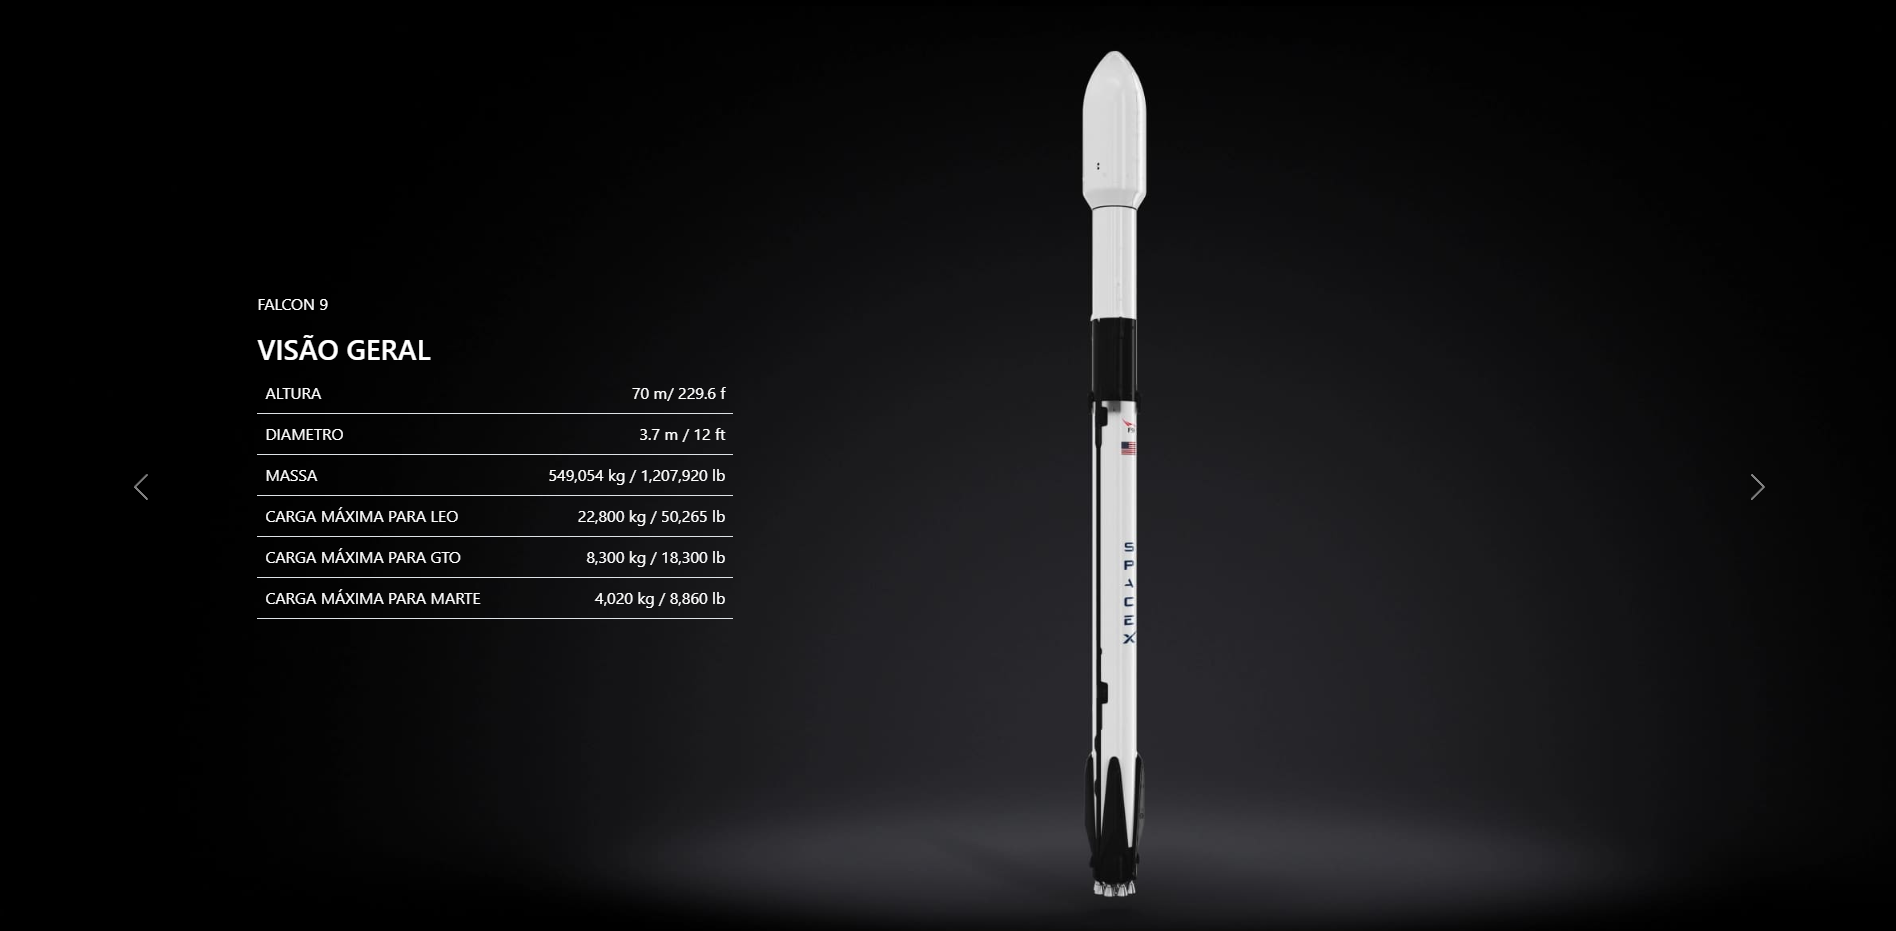 FALCON 9
VISÃO GERAL
ALTURA 70 m/ 229.6 f
DIAMETRO 3.7 m / 12 ft
MASSA 549,054 kg / 1,207,920 lb
CARGA MÁXIMA PARA LEO 22,800 kg / 50,265 lb
CARGA MÁXIMA PARA GTO 8,300 kg / 18,300 lb
CARGA MÁXIMA PARA MARTE 4,020 kg / 8,860 lb
SPACEX